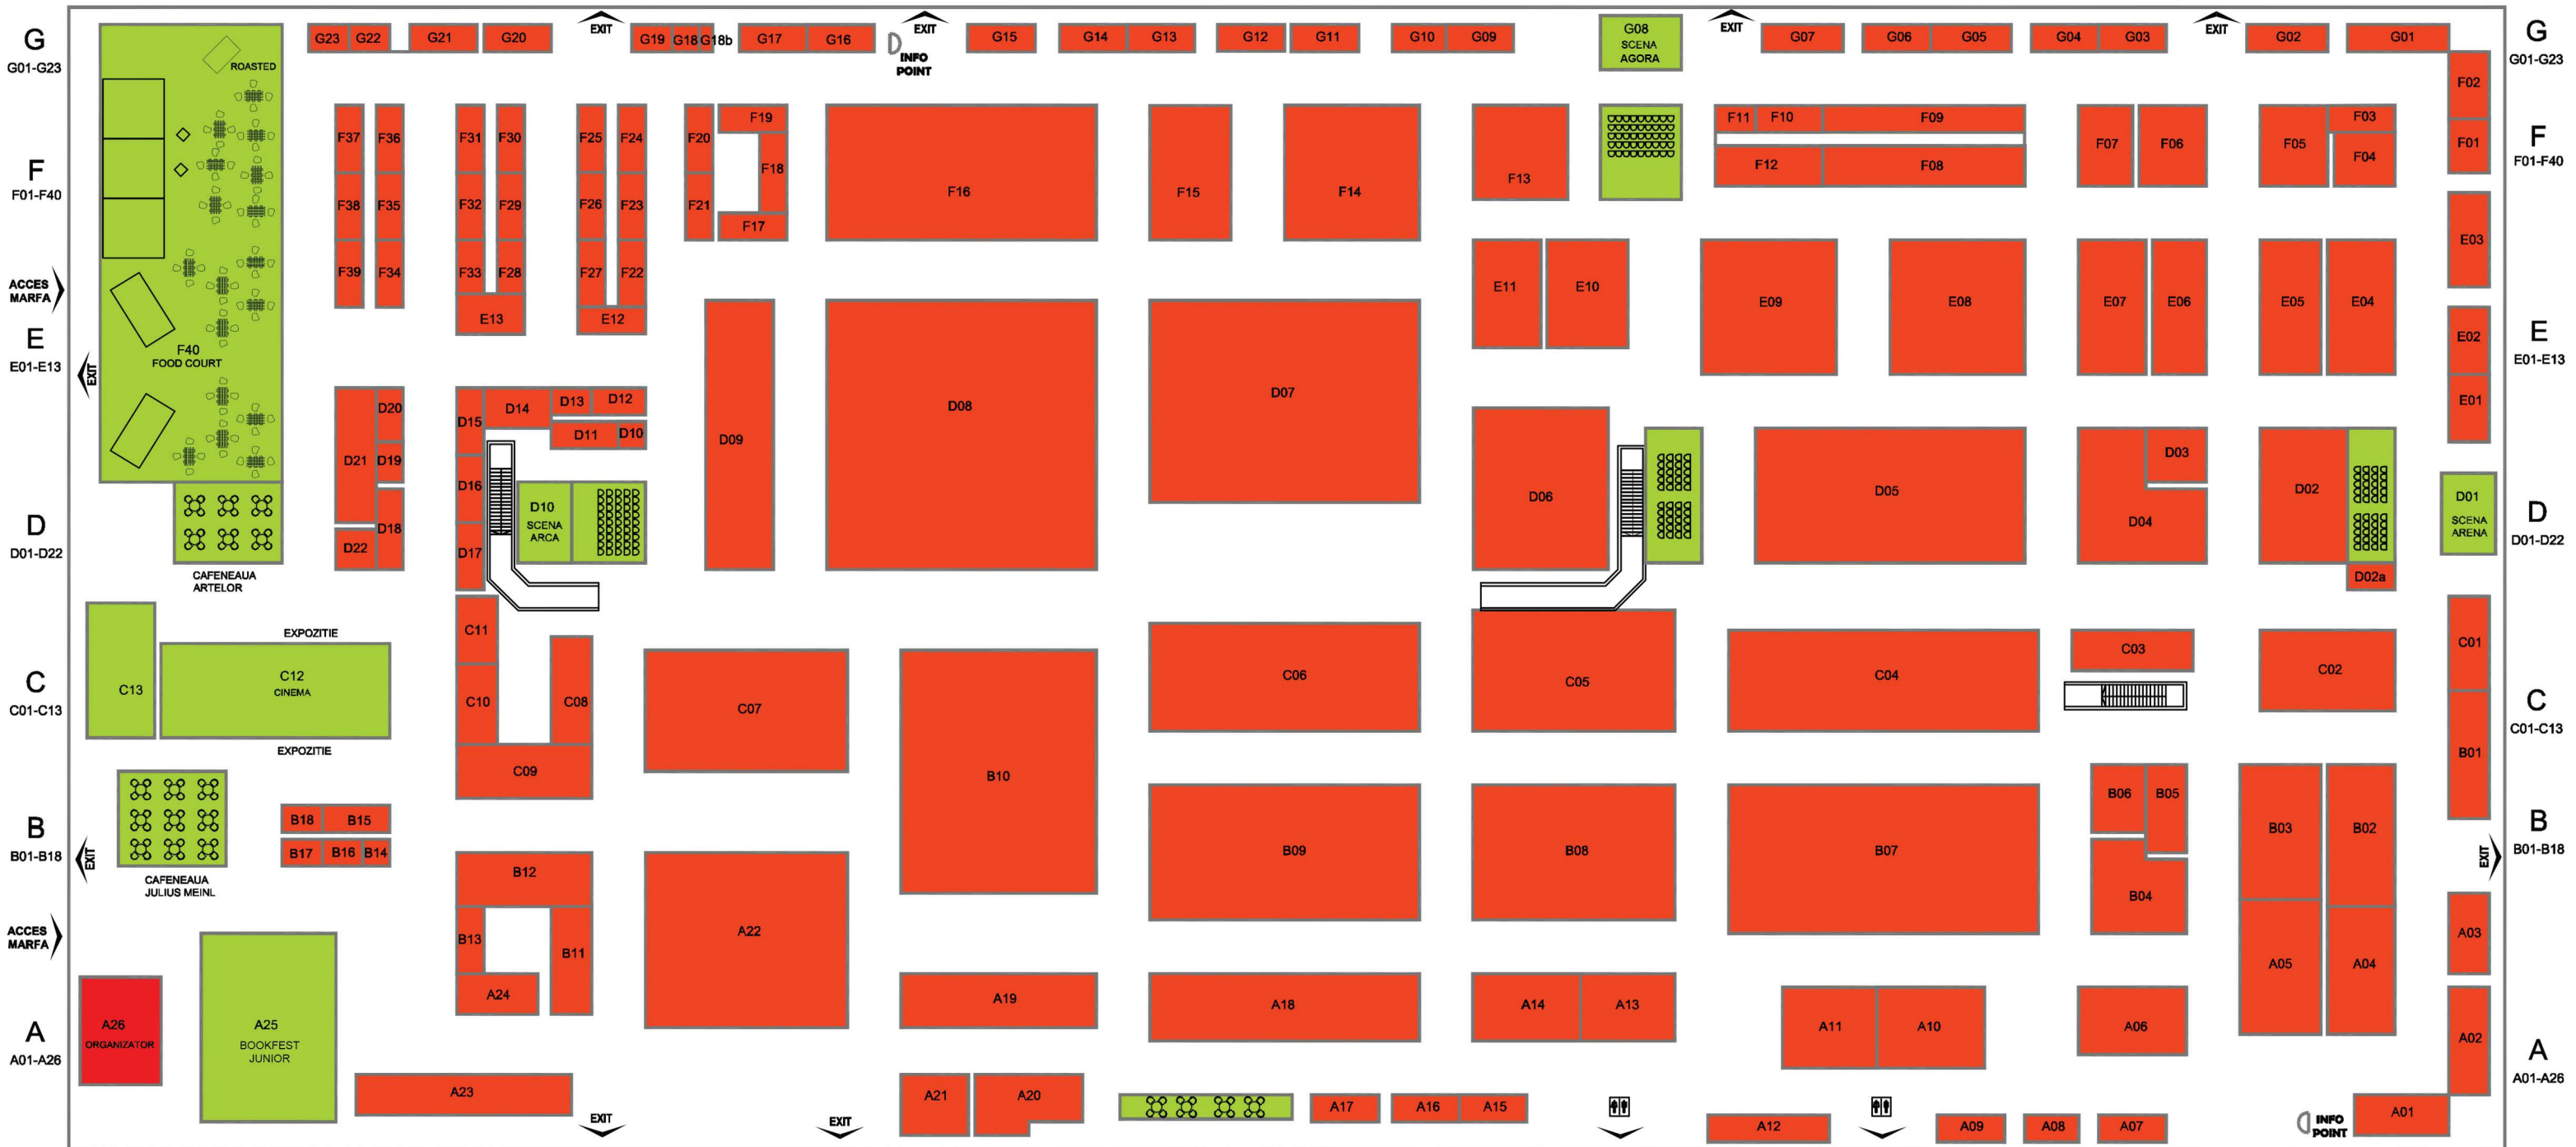 G
G01-G23
F
F01-F40
ACCES
MARFA
E
E01-E13
D
D01-D22
C
C01-C13
B
B01-B18
ACCES
MARFA
A
A01-A26
EXIT
EXIT
EXIT
EXIT
EXIT
EXIT
EXIT
EXIT
EXIT
G23 G22 G21 G20 G19 G18 G18b G17 G16 G15 G14 G13 G12 G11 G10 G09
INFO
POINT
G08
SCENA
AGORA
G07 G06 G05 G04 G03 G02 G01
ROASTED
F37 F36 F31 F30 F25 F24 F20 F19
F18
F38 F35 F32 F29 F26 F23 F21 F17
F39 F34 F33 F28 F27 F22
F16 F15 F14 F13
F11 F10 F09
F12 F08
F07 F06 F05 F03
F04
F02
F01
F40
FOOD COURT
E13 E12
E11 E10 E09 E08 E07 E06 E05 E04
E03
E02
E01
D20
D21 D19
D18
D22
D15 D14 D13 D12
D11 D10
D16
D17
D10
SCENA
ARCA
D09 D08 D07 D06 D05
D03
D04
D02
D02a
D01
SCENA
ARENA
CAFENEAUA
ARTELOR
EXPOZITIE
C13
C12
CINEMA
EXPOZITIE
C11
C10 C08
C09
C07 C06 C05 C04 C03 C02 C01
CAFENEAUA
JULIUS MEINL
B18 B15
B17 B16 B14
B12
B13 B11
B10 B09 B08 B07
B06 B05
B04
B03 B02
B01
A26
ORGANIZATOR
A25
BOOKFEST
JUNIOR
A24
A23
A22
A21 A20
A19 A18
A17 A16 A15
A14 A13
A12
A11 A10
A09 A08 A07
A06
A05 A04
A03
A02
A01
INFO
POINT
G
G01-G23
F
F01-F40
E
E01-E13
D
D01-D22
C
C01-C13
B
B01-B18
A
A01-A26